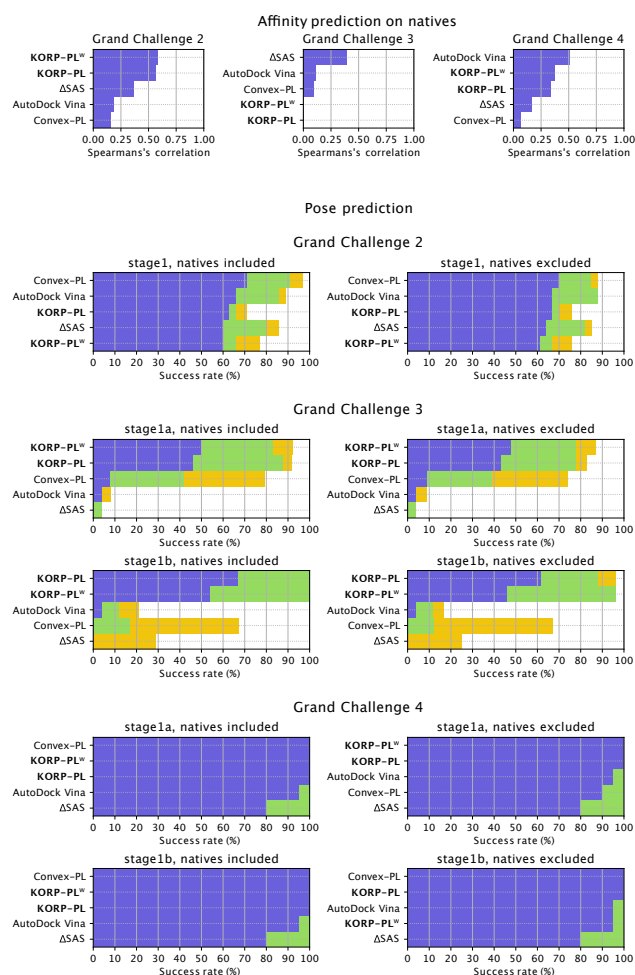 Affinity prediction on natives
Grand Challenge 2
KORP-PLᵂ
KORP-PL
ΔSAS
AutoDock Vina
Convex-PL
0.00 0.25 0.50 0.75 1.00
Spearmans's correlation
Grand Challenge 3
ΔSAS
AutoDock Vina
Convex-PL
KORP-PLᵂ
KORP-PL
0.00 0.25 0.50 0.75 1.00
Spearmans's correlation
Grand Challenge 4
AutoDock Vina
KORP-PLᵂ
KORP-PL
ΔSAS
Convex-PL
0.00 0.25 0.50 0.75 1.00
Spearmans's correlation
Pose prediction
Grand Challenge 2
stage1, natives included
Convex-PL
AutoDock Vina
KORP-PL
ΔSAS
KORP-PLᵂ
0 10 20 30 40 50 60 70 80 90 100
Success rate (%)
stage1, natives excluded
Convex-PL
AutoDock Vina
KORP-PL
ΔSAS
KORP-PLᵂ
0 10 20 30 40 50 60 70 80 90 100
Success rate (%)
Grand Challenge 3
stage1a, natives included
KORP-PLᵂ
KORP-PL
Convex-PL
AutoDock Vina
ΔSAS
0 10 20 30 40 50 60 70 80 90 100
Success rate (%)
stage1a, natives excluded
KORP-PLᵂ
KORP-PL
Convex-PL
AutoDock Vina
ΔSAS
0 10 20 30 40 50 60 70 80 90 100
Success rate (%)
stage1b, natives included
KORP-PL
KORP-PLᵂ
AutoDock Vina
Convex-PL
ΔSAS
0 10 20 30 40 50 60 70 80 90 100
Success rate (%)
stage1b, natives excluded
KORP-PL
KORP-PLᵂ
AutoDock Vina
Convex-PL
ΔSAS
0 10 20 30 40 50 60 70 80 90 100
Success rate (%)
Grand Challenge 4
stage1a, natives included
Convex-PL
KORP-PLᵂ
KORP-PL
AutoDock Vina
ΔSAS
0 10 20 30 40 50 60 70 80 90 100
Success rate (%)
stage1a, natives excluded
KORP-PLᵂ
KORP-PL
AutoDock Vina
Convex-PL
ΔSAS
0 10 20 30 40 50 60 70 80 90 100
Success rate (%)
stage1b, natives included
Convex-PL
KORP-PLᵂ
KORP-PL
AutoDock Vina
ΔSAS
0 10 20 30 40 50 60 70 80 90 100
Success rate (%)
stage1b, natives excluded
Convex-PL
KORP-PL
AutoDock Vina
KORP-PLᵂ
ΔSAS
0 10 20 30 40 50 60 70 80 90 100
Success rate (%)